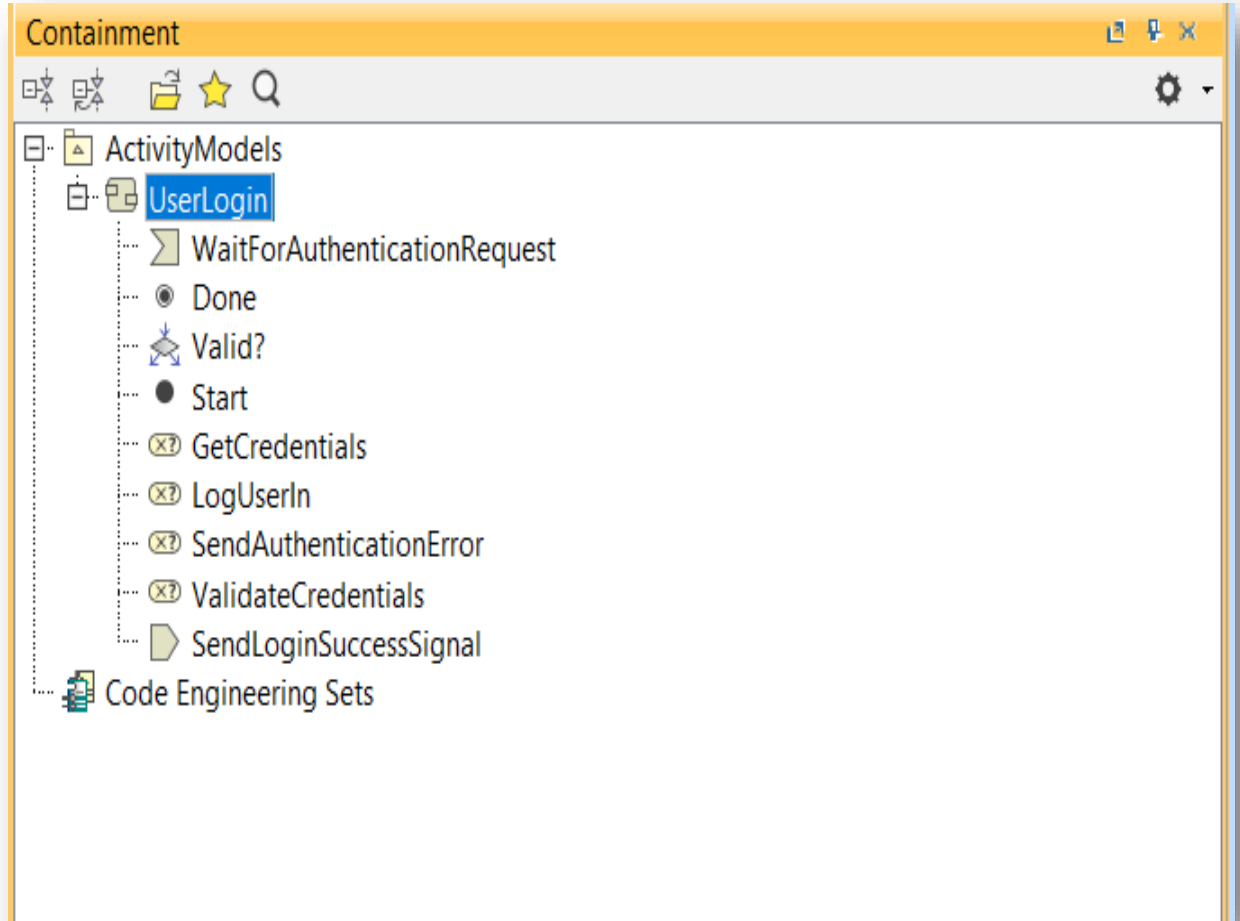 Containment
ActivityModels
UserLogin
WaitForAuthenticationRequest
Done
Valid?
Start
GetCredentials
LogUserIn
SendAuthenticationError
ValidateCredentials
SendLoginSuccessSignal
Code Engineering Sets